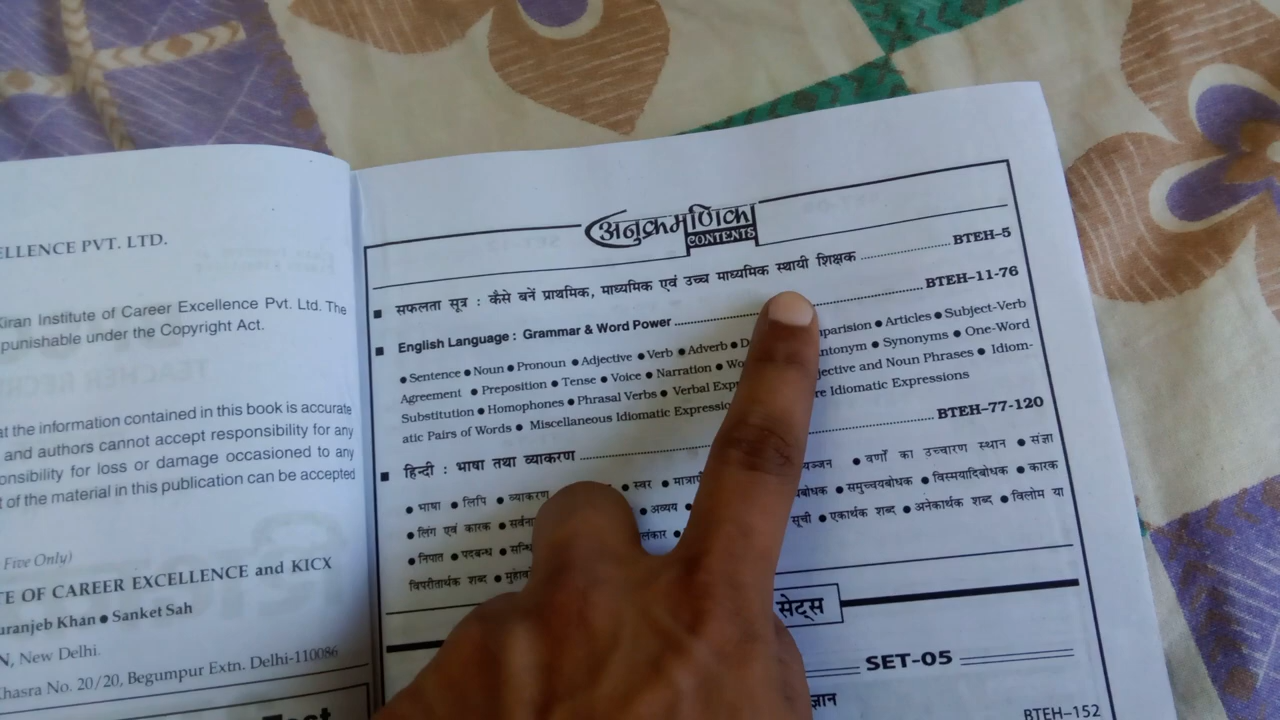 ELLENCE PVT. LTD.
Kiran Institute of Career Excellence Pvt. Ltd. The
punishable under the Copyright Act.
at the information contained in this book is accurate
and authors cannot accept responsibility for any
onsibility for loss or damage occasioned to any
t of the material in this publication can be accepted
Five Only)
TE OF CAREER EXCELLENCE and KICX
uranjeb Khan ● Sanket Sah
N, New Delhi.
Khasra No. 20/20, Begumpur Extn. Delhi-110086
अनुक्रमणिका
CONTENTS
■ सफलता सूत्र : कैसे बनें प्राथमिक, माध्यमिक एवं उच्च माध्यमिक स्थायी शिक्षक ........ BTEH–5
■ English Language : Grammar & Word Power ........ BTEH–11-76
● Sentence ● Noun ● Pronoun ● Adjective ● Verb ● Adverb ● parision ● Articles ● Subject-Verb
Agreement ● Preposition ● Tense ● Voice ● Narration ● ntonym ● Synonyms ● One-Word
Substitution ● Homophones ● Phrasal Verbs ● Verbal Expr jective and Noun Phrases ● Idiom-
atic Pairs of Words ● Miscellaneous Idiomatic Expressio re Idiomatic Expressions
■ हिन्दी : भाषा तथा व्याकरण ........ BTEH–77-120
● भाषा ● लिपि ● व्याकरण ● स्वर ● मात्राएँ ● वर्णों का उच्चारण स्थान ● संज्ञा
● लिंग एवं कारक ● सर्वना ● अव्यय ● बोधक ● समुच्चयबोधक ● विस्मयादिबोधक ● कारक
● निपात ● पदबन्ध ● सन्धि लंकार ● सूची ● एकार्थक शब्द ● अनेकार्थक शब्द ● विलोम या
विपरीतार्थक शब्द ● मुहाव
सेट्स
SET-05
ज्ञान
BTEH–152